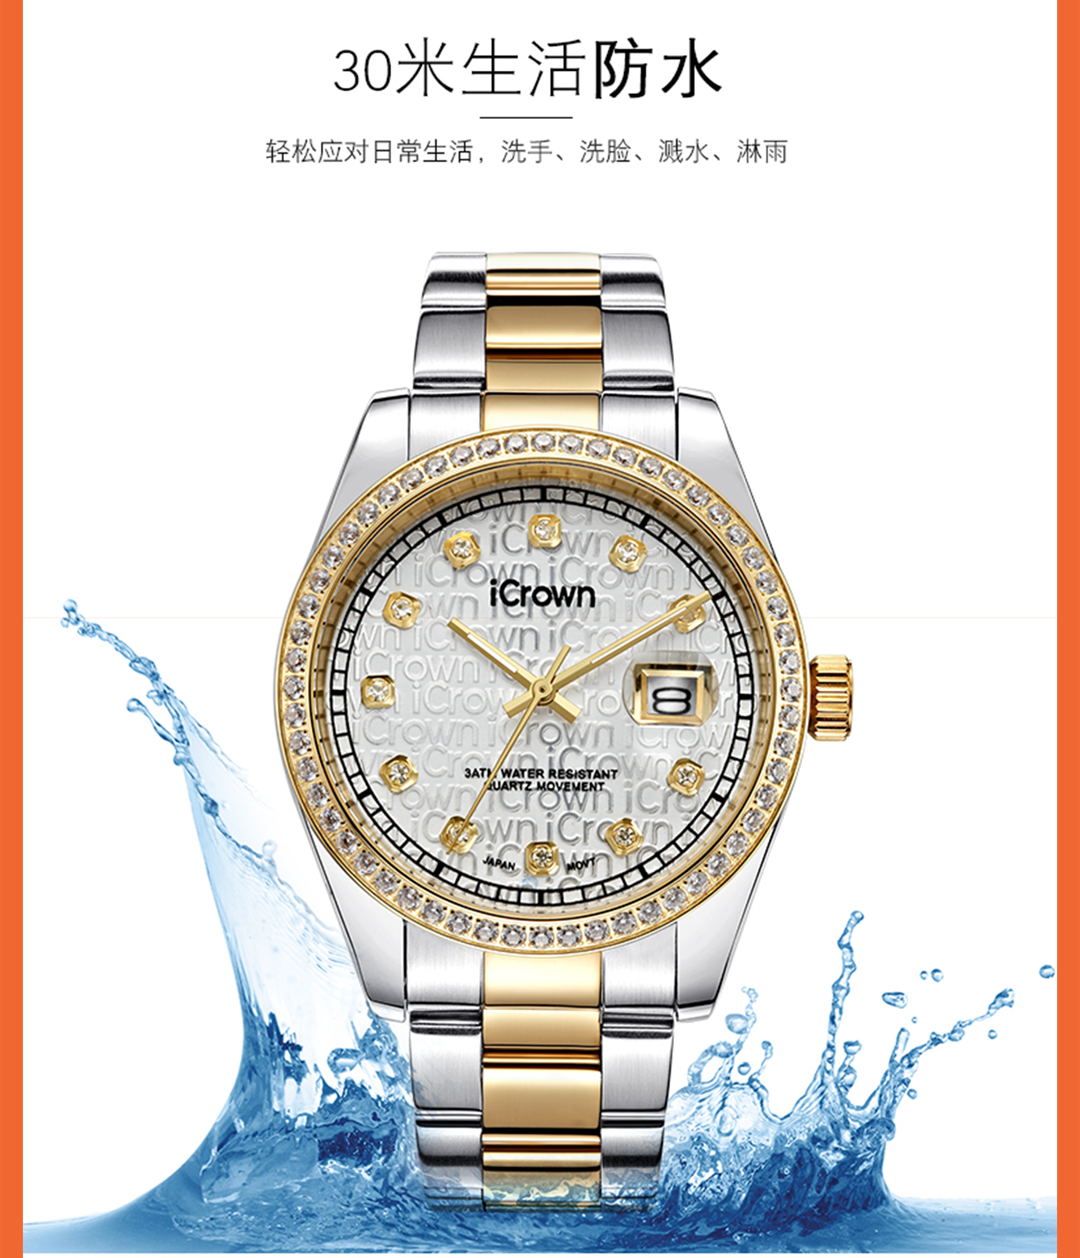 30米生活防水
轻松应对日常生活，洗手、洗脸、溅水、淋雨
iCrown
8
3ATM WATER RESISTANT
QUARTZ MOVEMENT
JAPAN MOVT